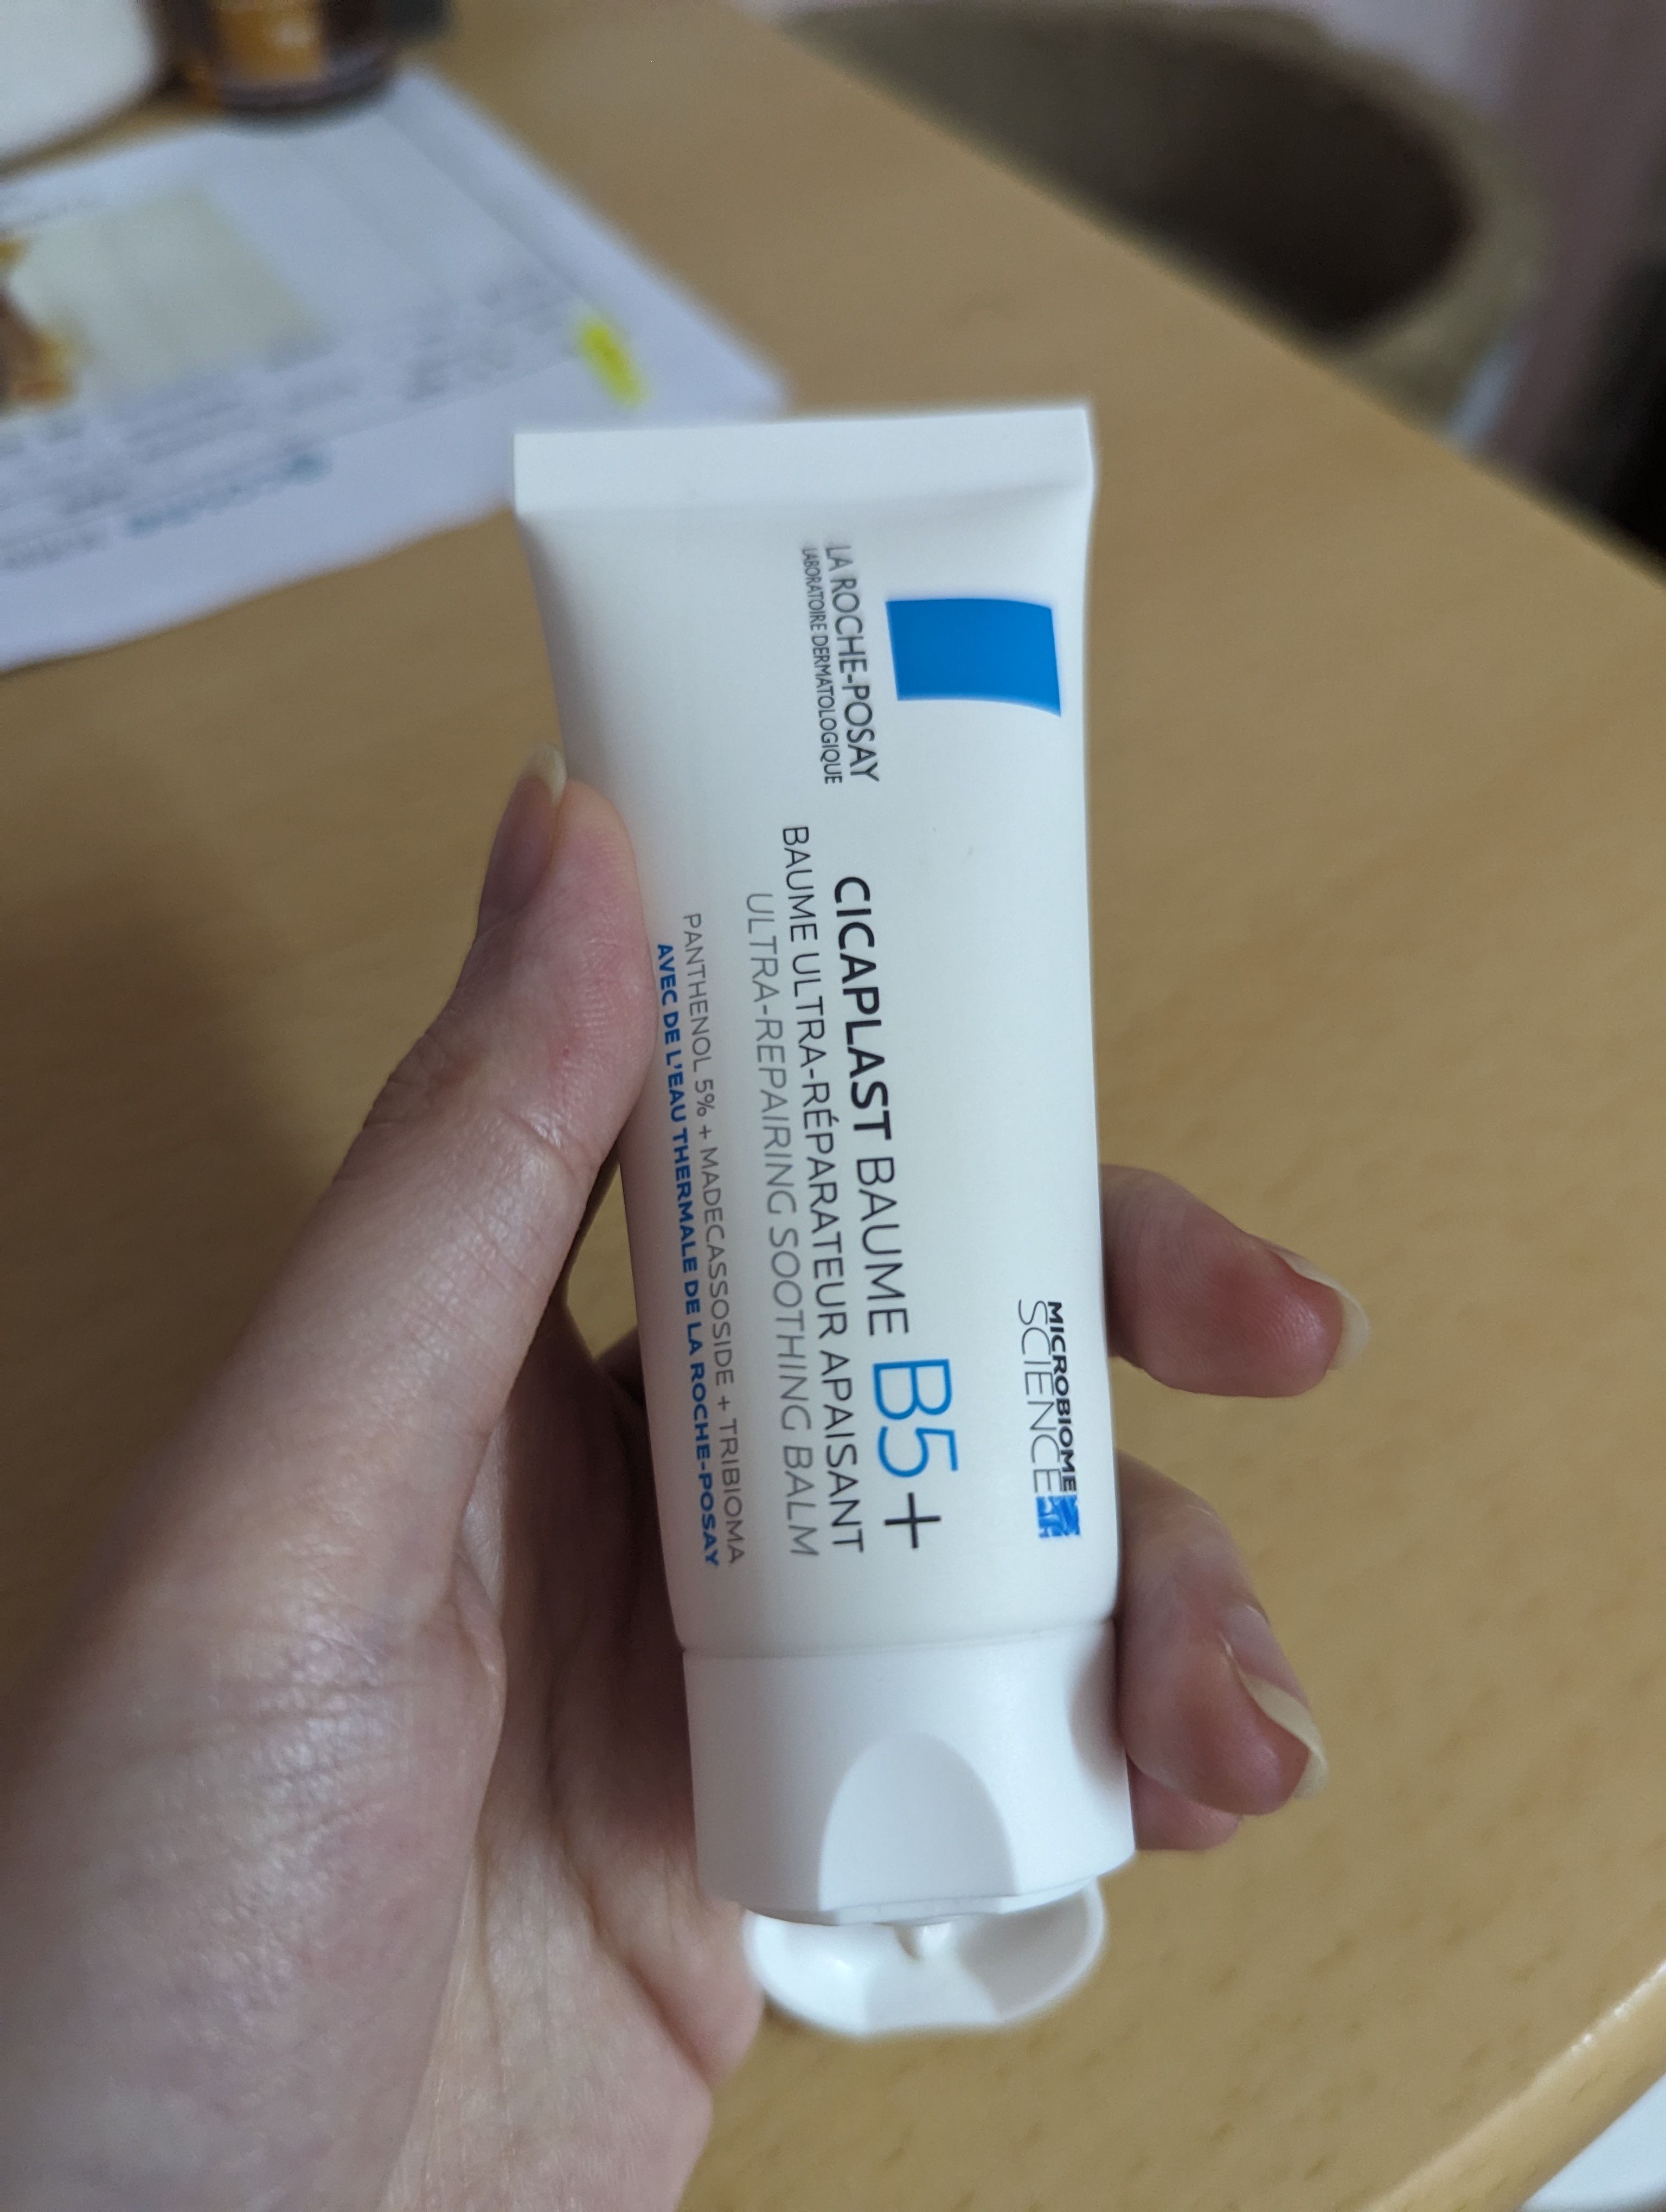 LA ROCHE-POSAY
LABORATOIRE DERMATOLOGIQUE
MICROBIOME
SCIENCE
CICAPLAST BAUME B5+
BAUME ULTRA-RÉPARATEUR APAISANT
ULTRA-REPAIRING SOOTHING BALM
PANTHENOL 5% + MADECASSOSIDE + TRIBIOMA
AVEC DE L'EAU THERMALE DE LA ROCHE-POSAY